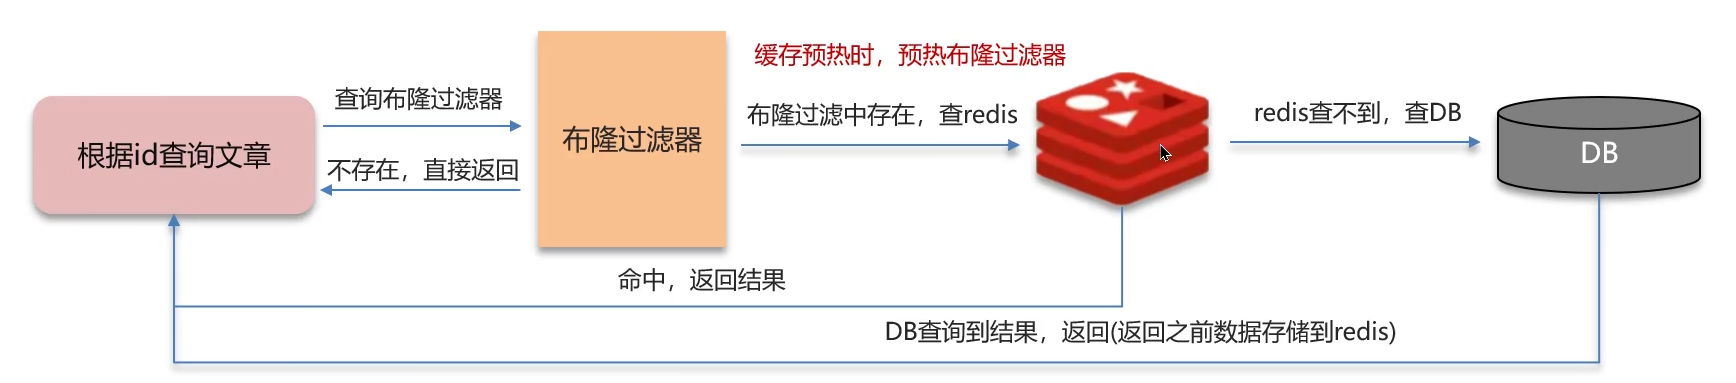 缓存预热时，预热布隆过滤器
查询布隆过滤器
布隆过滤中存在，查redis
redis查不到，查DB
根据id查询文章
布隆过滤器
DB
不存在，直接返回
命中，返回结果
DB查询到结果，返回(返回之前数据存储到redis)